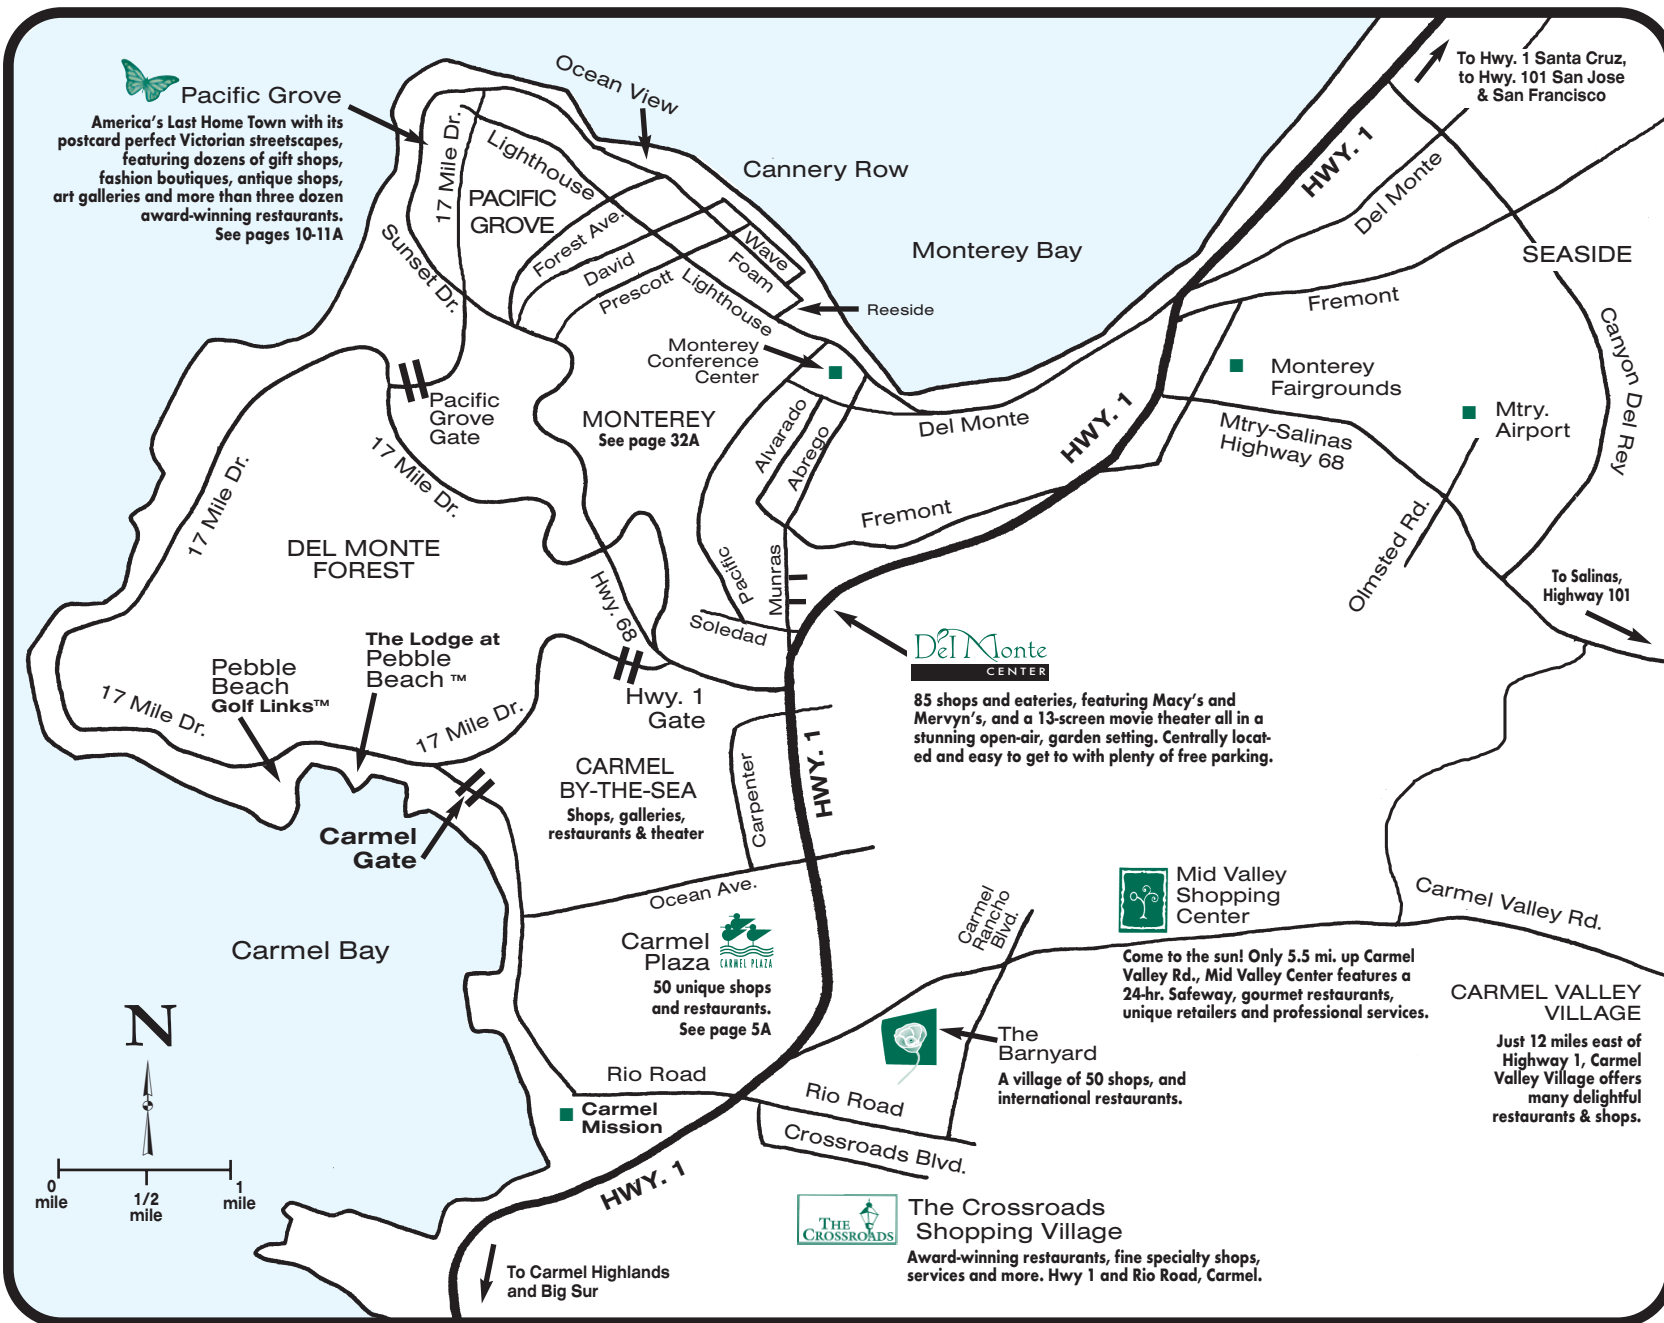 Pacific Grove
America's Last Home Town with its
postcard perfect Victorian streetscapes,
featuring dozens of gift shops,
fashion boutiques, antique shops,
art galleries and more than three dozen
award-winning restaurants.
See pages 10-11A
Ocean View
Cannery Row
Monterey Bay
To Hwy. 1 Santa Cruz,
to Hwy. 101 San Jose
& San Francisco
HWY. 1
Del Monte
SEASIDE
Fremont
Canyon Del Rey
17 Mile Dr.
Lighthouse
PACIFIC
GROVE
Sunset Dr.
Forest Ave.
David
Prescott
Lighthouse
Wave
Foam
Reeside
Monterey
Conference
Center
Pacific
Grove
Gate
MONTEREY
See page 32A
Alvarado
Abrego
Del Monte
HWY. 1
Monterey
Fairgrounds
Mtry.
Airport
Mtry-Salinas
Highway 68
Olmsted Rd.
Fremont
17 Mile Dr.
17 Mile Dr.
DEL MONTE
FOREST
Hwy. 68
Pacific
Munras
Soledad
To Salinas,
Highway 101
Del Monte
CENTER
85 shops and eateries, featuring Macy's and
Mervyn's, and a 13-screen movie theater all in a
stunning open-air, garden setting. Centrally locat-
ed and easy to get to with plenty of free parking.
The Lodge at
Pebble
Beach ™
Pebble
Beach
Golf Links™
17 Mile Dr.
17 Mile Dr.
Hwy. 1
Gate
CARMEL
BY-THE-SEA
Shops, galleries,
restaurants & theater
Carpenter
HWY. 1
Carmel
Gate
Ocean Ave.
Carmel Bay
Carmel
Plaza
CARMEL PLAZA
50 unique shops
and restaurants.
See page 5A
Carmel
Rancho
Blvd.
Mid Valley
Shopping
Center
Come to the sun! Only 5.5 mi. up Carmel
Valley Rd., Mid Valley Center features a
24-hr. Safeway, gourmet restaurants,
unique retailers and professional services.
Carmel Valley Rd.
CARMEL VALLEY
VILLAGE
Just 12 miles east of
Highway 1, Carmel
Valley Village offers
many delightful
restaurants & shops.
The
Barnyard
A village of 50 shops, and
international restaurants.
Rio Road
Rio Road
Carmel
Mission
Crossroads Blvd.
HWY. 1
N
0
mile
1/2
mile
1
mile
THE
CROSSROADS
The Crossroads
Shopping Village
Award-winning restaurants, fine specialty shops,
services and more. Hwy 1 and Rio Road, Carmel.
To Carmel Highlands
and Big Sur